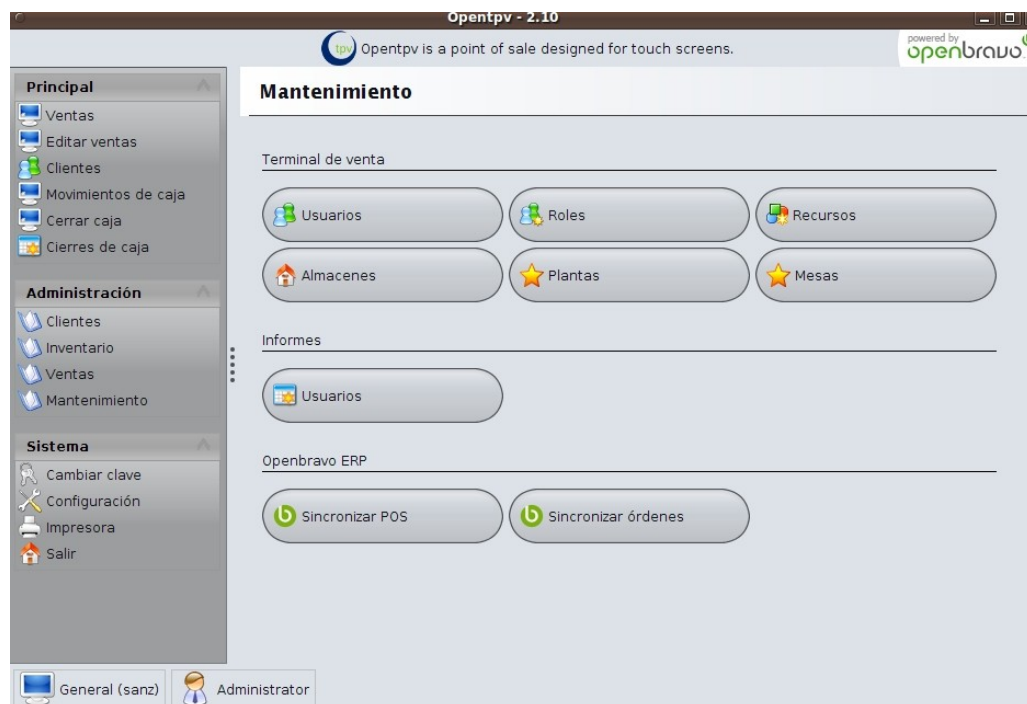 Opentpv - 2.10
tpv Opentpv is a point of sale designed for touch screens.
powered by
openbravo
Principal
Ventas
Editar ventas
Clientes
Movimientos de caja
Cerrar caja
Cierres de caja
Administración
Clientes
Inventario
Ventas
Mantenimiento
Sistema
Cambiar clave
Configuración
Impresora
Salir
Mantenimiento
Terminal de venta
Usuarios
Roles
Recursos
Almacenes
Plantas
Mesas
Informes
Usuarios
Openbravo ERP
Sincronizar POS
Sincronizar órdenes
General (sanz)
Administrator